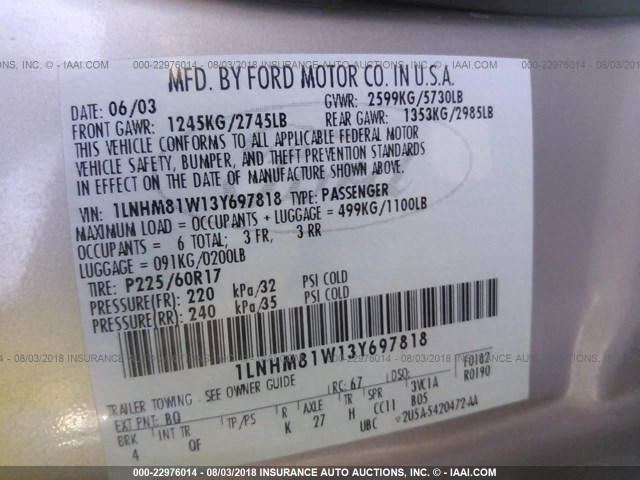 000-22976014 - 08/03/2018 INSURANCE AUTO AUCTIONS, © - IAAI.COM
MFD. BY FORD MOTOR CO. IN U.S.A.
DATE: 06/03 GVWR: 2599KG/5730LB
FRONT GAWR: 1245KG/2745LB REAR GAWR: 1353KG/2985LB
THIS VEHICLE CONFORMS TO ALL APPLICABLE FEDERAL MOTOR
VEHICLE SAFETY, BUMPER, AND THEFT PREVENTION STANDARDS
IN EFFECT ON THE DATE OF MANUFACTURE SHOWN ABOVE.
VIN: 1LNHM81W13Y697818 TYPE: PASSENGER
MAXIMUM LOAD = OCCUPANTS + LUGGAGE = 499KG/1100LB
OCCUPANTS = 6 TOTAL; 3 FR, 3 RR
LUGGAGE = 091KG/0200LB
TIRE: P225/60R17
PRESSURE(FR) 220 kPa/32 PSI COLD
PRESSURE(RR) 240 kPa/35 PSI COLD
1LNHM81W13Y697818
TRAILER TOWING - SEE OWNER GUIDE RC: 67 DSO: F0182
EXT PNT: BQ R0190
BRK INT TR TP/PS R AXLE TR SPR 3W1A
4 OF K 27 H CC11 B05
UBC 2U5A-5420472-AA
000-22976014 - 08/03/2018 INSURANCE AUTO AUCTIONS, © - IAAI.COM